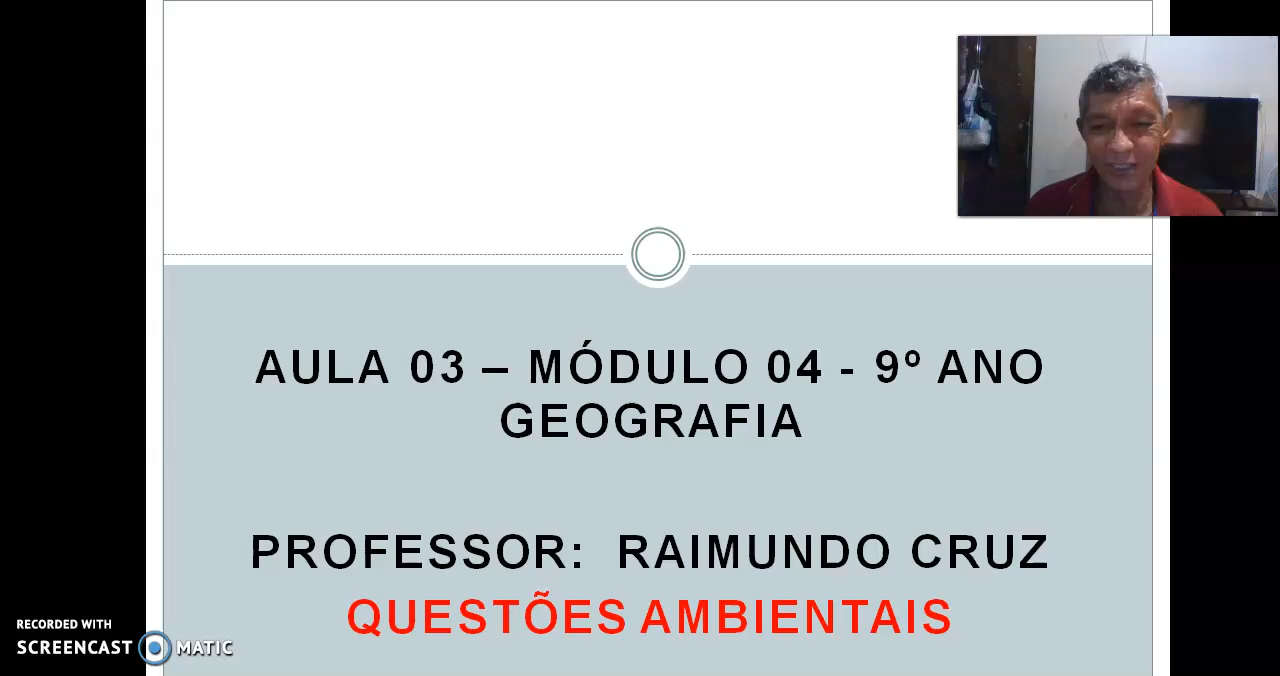 AULA 03 – MÓDULO 04 - 9º ANO
GEOGRAFIA
PROFESSOR: RAIMUNDO CRUZ
QUESTÕES AMBIENTAIS
RECORDED WITH
SCREENCAST MATIC